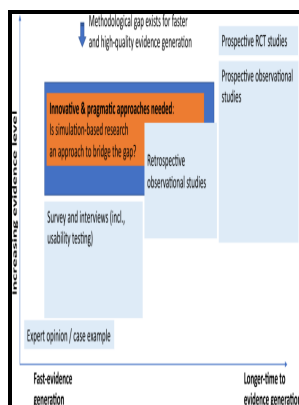 Methodological gap exists for faster
and high-quality evidence generation
Prospective RCT studies
Prospective observational
studies
Innovative & pragmatic approaches needed:
Is simulation-based research
an approach to bridge the gap?
Retrospective
observational studies
Survey and interviews (incl.,
usability testing)
Expert opinion / case example
Increasing evidence level
Fast-evidence
generation
Longer-time to
evidence generation